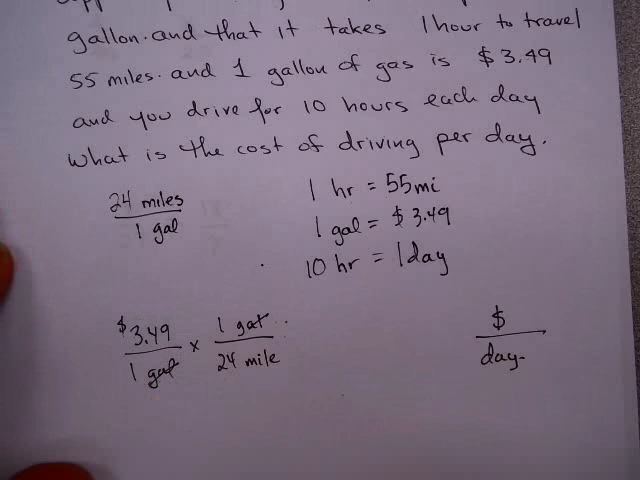 gallon. and that it takes 1 hour to travel
55 miles. and 1 gallon of gas is $3.49
and you drive for 10 hours each day
what is the cost of driving per day.
24 miles
1 gal
1 hr = 55mi
1 gal = $3.49
10 hr = 1day
$3.49 x 1 gal
1 gal 24 mile
$
day